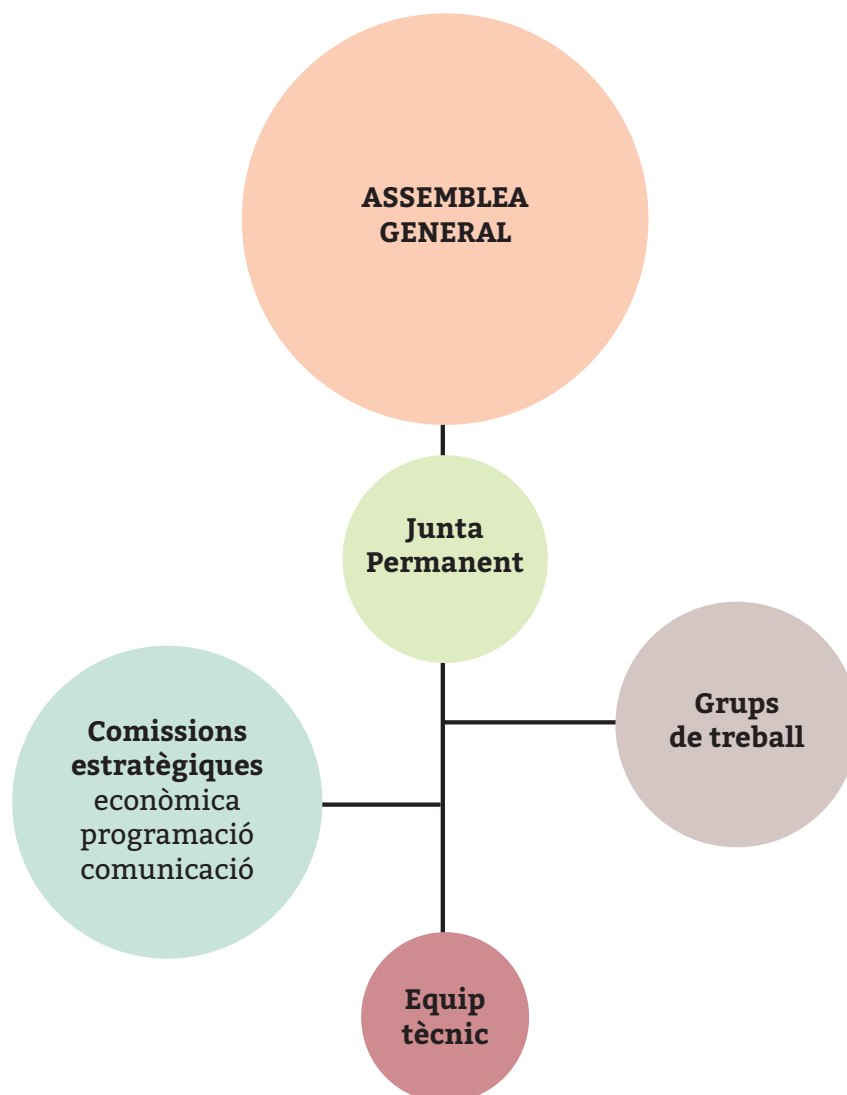 ASSEMBLEA
GENERAL
Junta
Permanent
Grups
de treball
Comissions
estratègiques
econòmica
programació
comunicació
Equip
tècnic